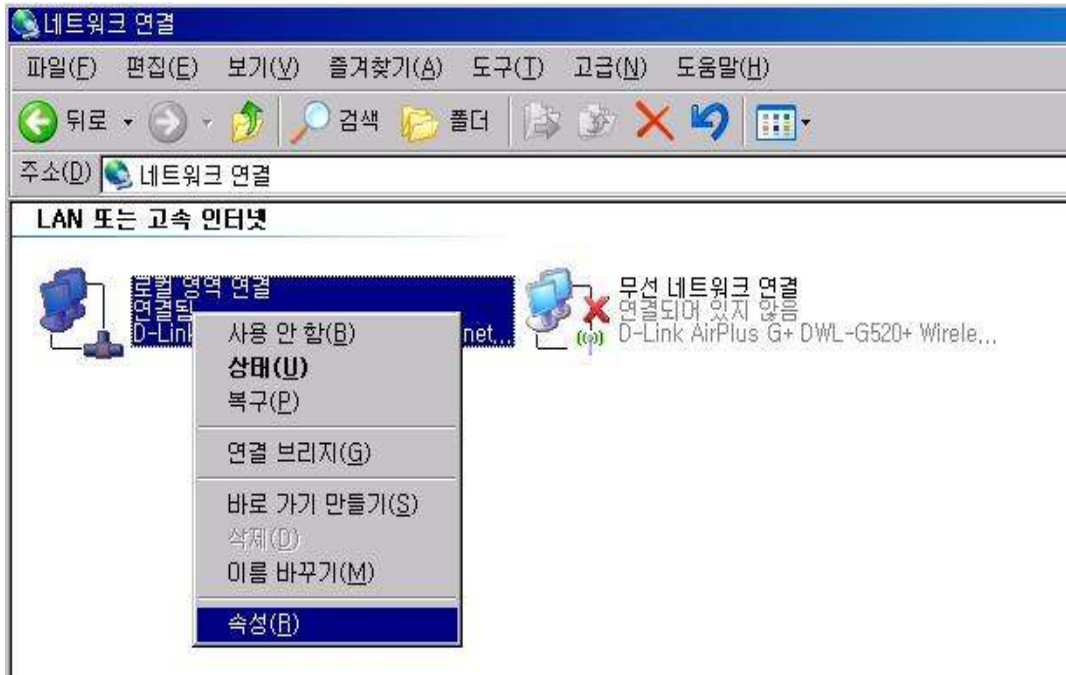 네트워크 연결
파일(F) 편집(E) 보기(V) 즐겨찾기(A) 도구(T) 고급(N) 도움말(H)
뒤로 검색 폴더
주소(D) 네트워크 연결
LAN 또는 고속 인터넷
로컬 영역 연결
연결됨
D-Link net...
무선 네트워크 연결
연결되어 있지 않음
D-Link AirPlus G+ DWL-G520+ Wirele...
사용 안 함(B)
상태(U)
복구(P)
연결 브리지(G)
바로 가기 만들기(S)
삭제(D)
이름 바꾸기(M)
속성(R)